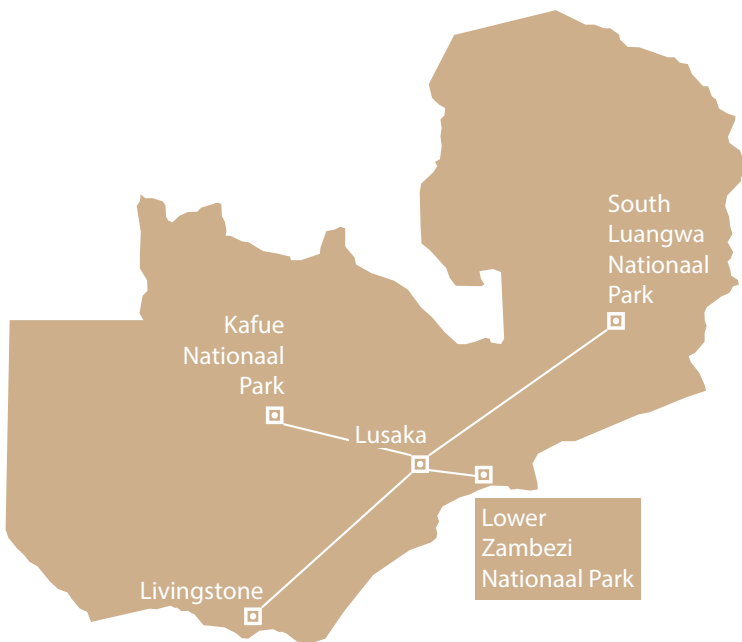 South
Luangwa
Nationaal
Park
Kafue
Nationaal
Park
Lusaka
Lower
Zambezi
Nationaal Park
Livingstone